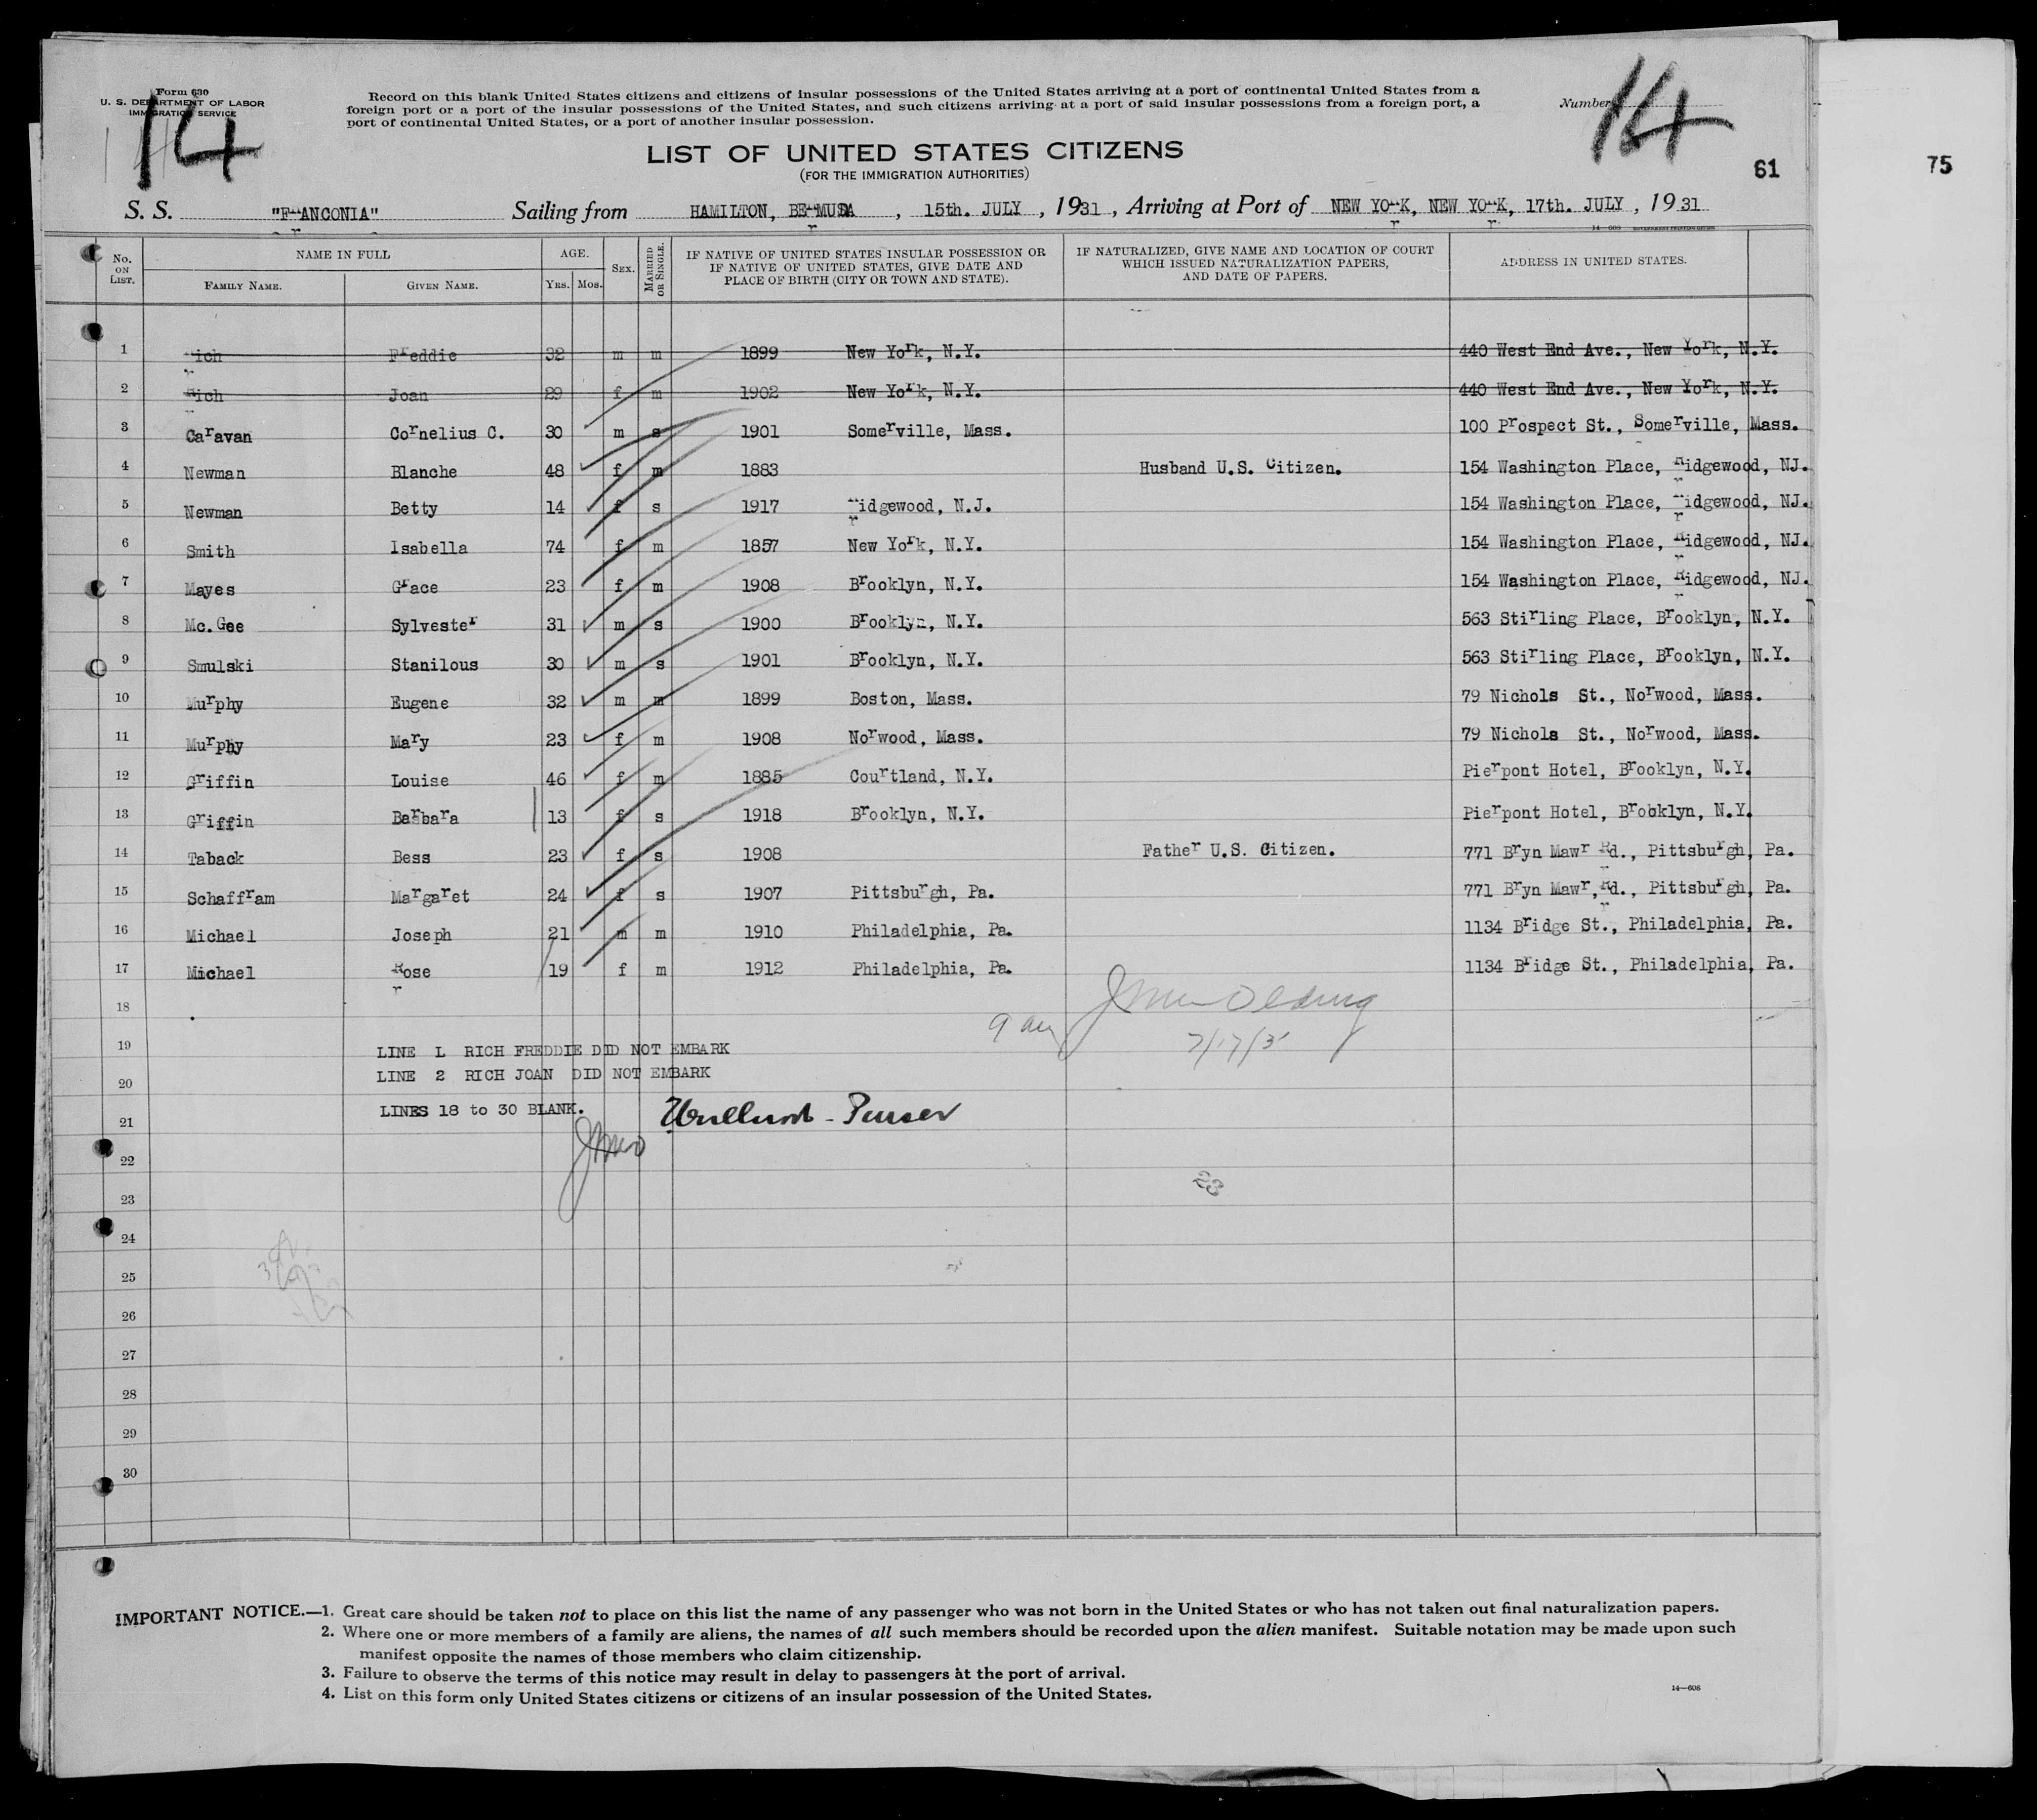 Form 630
U. S. DEPARTMENT OF LABOR
IMMIGRATION SERVICE
14
Record on this blank United States citizens and citizens of insular possessions of the United States arriving at a port of continental United States from a
foreign port or a port of the insular possessions of the United States, and such citizens arriving at a port of said insular possessions from a foreign port, a
port of continental United States, or a port of another insular possession.
Number 14
LIST OF UNITED STATES CITIZENS
(FOR THE IMMIGRATION AUTHORITIES)
61
75
S. S. "FRANCONIA" Sailing from HAMILTON, BERMUDA, 15th. JULY, 1931, Arriving at Port of NEW YORK, NEW YORK, 17th. JULY, 1931
14—608 GOVERNMENT PRINTING OFFICE
No. ON LIST. NAME IN FULL FAMILY NAME. GIVEN NAME. AGE. YRS. MOS. SEX. MARRIED OR SINGLE. IF NATIVE OF UNITED STATES INSULAR POSSESSION OR IF NATIVE OF UNITED STATES, GIVE DATE AND PLACE OF BIRTH (CITY OR TOWN AND STATE). IF NATURALIZED, GIVE NAME AND LOCATION OF COURT WHICH ISSUED NATURALIZATION PAPERS, AND DATE OF PAPERS. ADDRESS IN UNITED STATES.
1 Rich Freddie 32 m m 1899 New York, N.Y. 440 West End Ave., New York, N.Y.
2 Rich Joan 29 f m 1902 New York, N.Y. 440 West End Ave., New York, N.Y.
3 Caravan Cornelius C. 30 m s 1901 Somerville, Mass. 100 Prospect St., Somerville, Mass.
4 Newman Blanche 48 f m 1883 Husband U.S. Citizen. 154 Washington Place, Ridgewood, NJ.
5 Newman Betty 14 f s 1917 Ridgewood, N.J. 154 Washington Place, Ridgewood, NJ.
6 Smith Isabella 74 f m 1857 New York, N.Y. 154 Washington Place, Ridgewood, NJ.
7 Mayes Grace 23 f m 1908 Brooklyn, N.Y. 154 Washington Place, Ridgewood, NJ.
8 Mc.Gee Sylvester 31 m s 1900 Brooklyn, N.Y. 563 Stirling Place, Brooklyn, N.Y.
9 Smulski Stanilous 30 m s 1901 Brooklyn, N.Y. 563 Stirling Place, Brooklyn, N.Y.
10 Murphy Eugene 32 m m 1899 Boston, Mass. 79 Nichols St., Norwood, Mass.
11 Murphy Mary 23 f m 1908 Norwood, Mass. 79 Nichols St., Norwood, Mass.
12 Griffin Louise 46 f m 1885 Courtland, N.Y. Pierpont Hotel, Brooklyn, N.Y.
13 Griffin Barbara 13 f s 1918 Brooklyn, N.Y. Pierpont Hotel, Brooklyn, N.Y.
14 Taback Bess 23 f s 1908 Father U.S. Citizen. 771 Bryn Mawr Rd., Pittsburgh, Pa.
15 Schaffram Margaret 24 f s 1907 Pittsburgh, Pa. 771 Bryn Mawr, Rd., Pittsburgh, Pa.
16 Michael Joseph 21 m m 1910 Philadelphia, Pa. 1134 Bridge St., Philadelphia, Pa.
17 Michael Rose 19 f m 1912 Philadelphia, Pa. 1134 Bridge St., Philadelphia, Pa.
18
19 LINE L RICH FREDDIE DID NOT EMBARK
7/17/3
20 LINE 2 RICH JOAN DID NOT EMBARK
21 LINES 18 to 30 BLANK. Purser
22
23
23
24
25
26
27
28
29
30
IMPORTANT NOTICE.—1. Great care should be taken not to place on this list the name of any passenger who was not born in the United States or who has not taken out final naturalization papers.
2. Where one or more members of a family are aliens, the names of all such members should be recorded upon the alien manifest. Suitable notation may be made upon such
manifest opposite the names of those members who claim citizenship.
3. Failure to observe the terms of this notice may result in delay to passengers at the port of arrival.
4. List on this form only United States citizens or citizens of an insular possession of the United States.
14—608